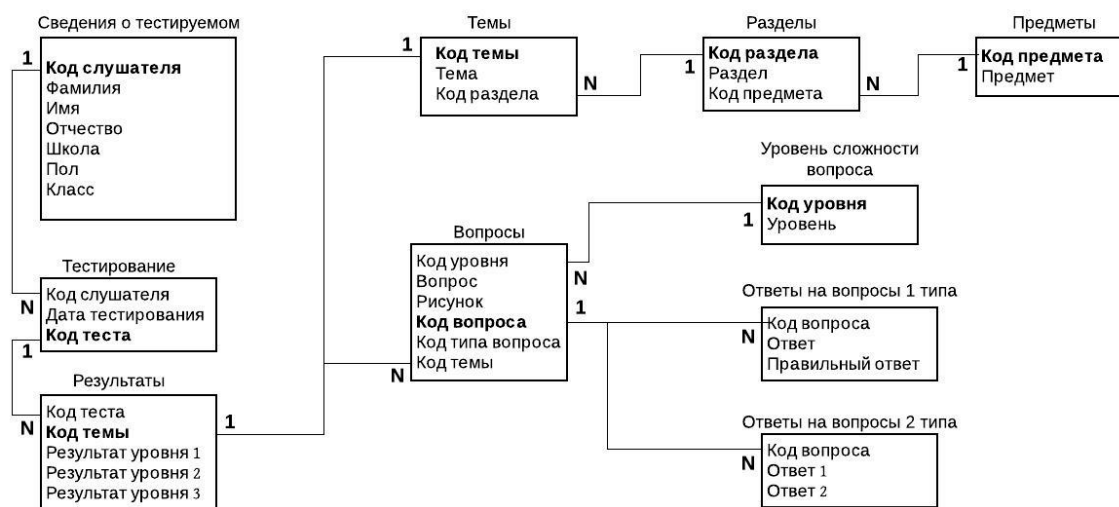 Сведения о тестируемом
1
Код слушателя
Фамилия
Имя
Отчество
Школа
Пол
Класс
Темы
1
Код темы
Тема
Код раздела
N
Разделы
1
Код раздела
Раздел
Код предмета
N
Предметы
1
Код предмета
Предмет
Уровень сложности
вопроса
Код уровня
1
Уровень
Вопросы
Код уровня
N
Вопрос
Рисунок
1
Код вопроса
Код типа вопроса
Код темы
N
Тестирование
Код слушателя
N
Дата тестирования
Код теста
1
Ответы на вопросы 1 типа
Код вопроса
N
Ответ
Правильный ответ
Результаты
Код теста
N
Код темы
1
Результат уровня 1
Результат уровня 2
Результат уровня 3
Ответы на вопросы 2 типа
Код вопроса
N
Ответ 1
Ответ 2